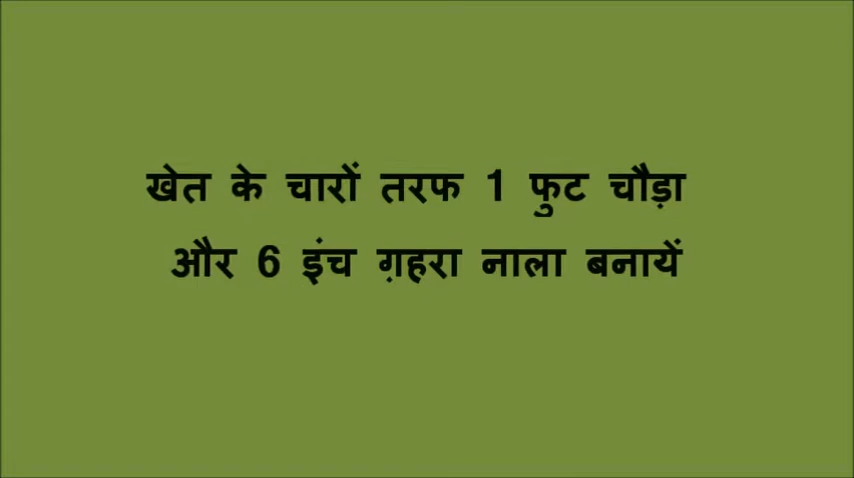 खेत के चारों तरफ 1 फुट चौड़ा
और 6 इंच ग़हरा नाला बनायें